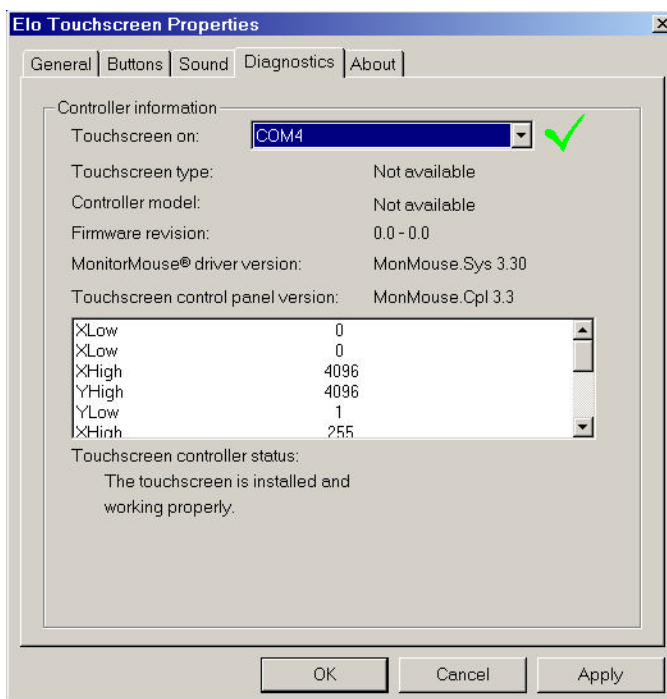 Elo Touchscreen Properties
General Buttons Sound Diagnostics About
Controller information
Touchscreen on: COM4
Touchscreen type: Not available
Controller model: Not available
Firmware revision: 0.0 - 0.0
MonitorMouse® driver version: MonMouse.Sys 3.30
Touchscreen control panel version: MonMouse.Cpl 3.3
XLow 0
XLow 0
XHigh 4096
YHigh 4096
YLow 1
XHigh 255
Touchscreen controller status:
The touchscreen is installed and
working properly.
OK Cancel Apply